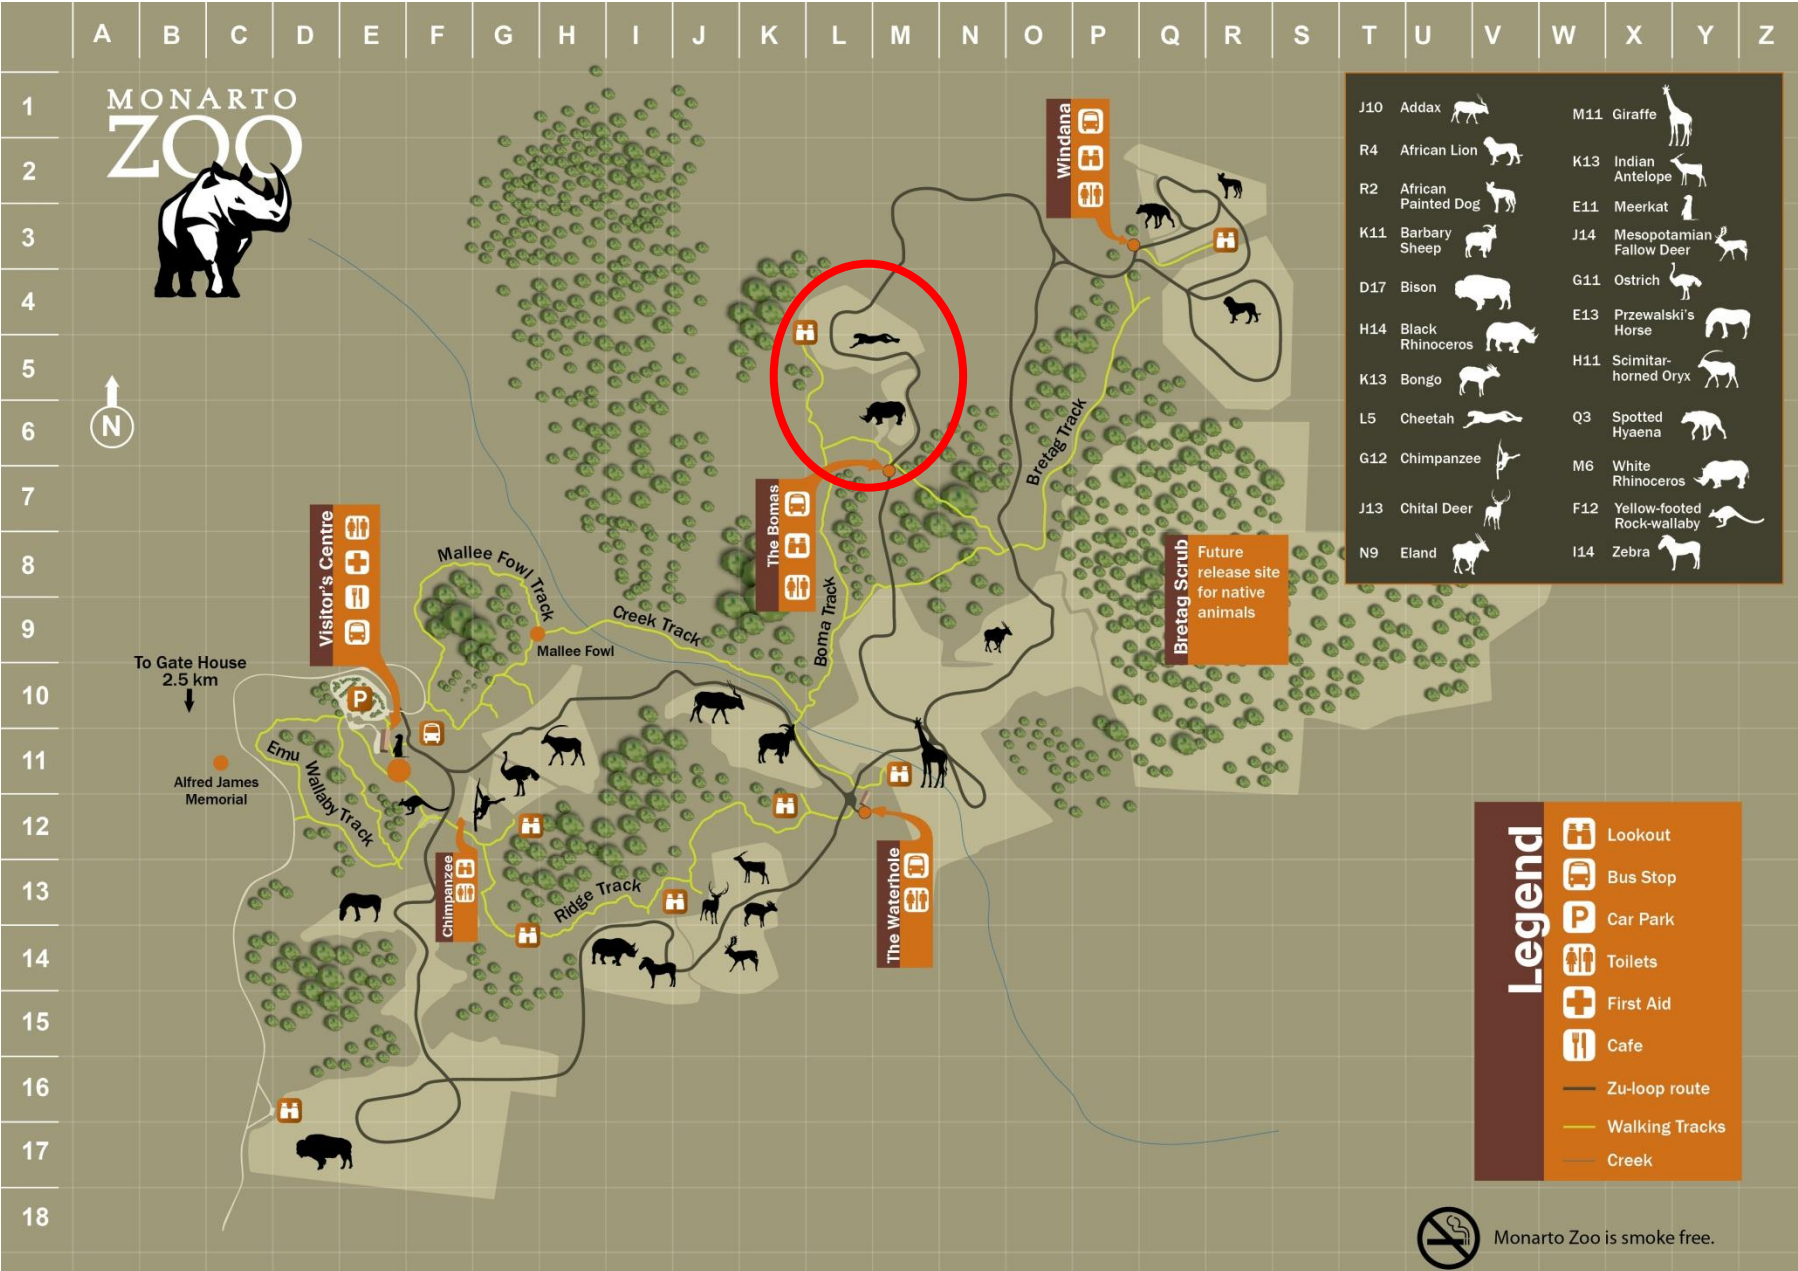 A B C D E F G H I J K L M N O P Q R S T U V W X Y Z
1
2
3
4
5
6
7
8
9
10
11
12
13
14
15
16
17
18
MONARTO
ZOO
N
Windana
The Bomas
Visitor's Centre
Mallee Fowl Track
Creek Track
Mallee Fowl
Boma Track
Bretag Track
Bretag Scrub
Future
release site
for native
animals
To Gate House
2.5 km
P
Alfred James
Memorial
Emu
Wallaby Track
Chimpanzee
Ridge Track
The Waterhole
J10 Addax
R4 African Lion
R2 African
Painted Dog
K11 Barbary
Sheep
D17 Bison
H14 Black
Rhinoceros
K13 Bongo
L5 Cheetah
G12 Chimpanzee
J13 Chital Deer
N9 Eland
M11 Giraffe
K13 Indian
Antelope
E11 Meerkat
J14 Mesopotamian
Fallow Deer
G11 Ostrich
E13 Przewalski's
Horse
H11 Scimitar-
horned Oryx
Q3 Spotted
Hyaena
M6 White
Rhinoceros
F12 Yellow-footed
Rock-wallaby
I14 Zebra
Legend
Lookout
Bus Stop
P Car Park
Toilets
First Aid
Cafe
Zu-loop route
Walking Tracks
Creek
Monarto Zoo is smoke free.